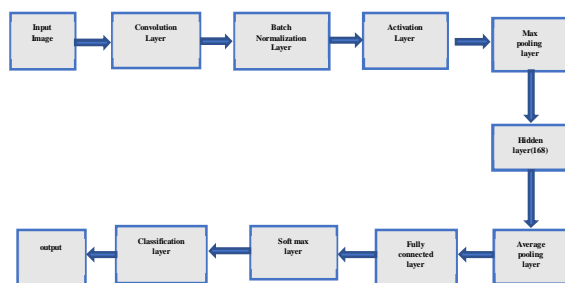 Input
Image
Convolution
Layer
Batch
Normalization
Layer
Activation
Layer
Max
pooling
layer
Hidden
layer(168)
Average
pooling
layer
Fully
connected
layer
Soft max
layer
Classification
layer
output